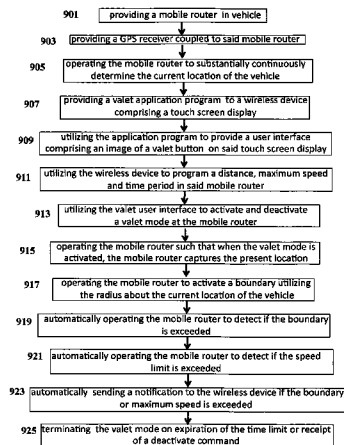 901 providing a mobile router in vehicle
903 providing a GPS receiver coupled to said mobile router
905 operating the mobile router to substantially continuously
determine the current location of the vehicle
907 providing a valet application program to a wireless device
comprising a touch screen display
909 utilizing the application program to provide a user interface
comprising an image of a valet button on said touch screen display
911 utilizing the wireless device to program a distance, maximum speed
and time period in said mobile router
913 utilizing the valet user interface to activate and deactivate
a valet mode at the mobile router
915 operating the mobile router such that when the valet mode is
activated, the mobile router captures the present location
917 operating the mobile router to activate a boundary utilizing
the radius about the current location of the vehicle
919 automatically operating the mobile router to detect if the boundary
is exceeded
921 automatically operating the mobile router to detect if the speed
limit is exceeded
923 automatically sending a notification to the wireless device if the boundary
or maximum speed is exceeded
925 terminating the valet mode on expiration of the time limit or receipt
of a deactivate command